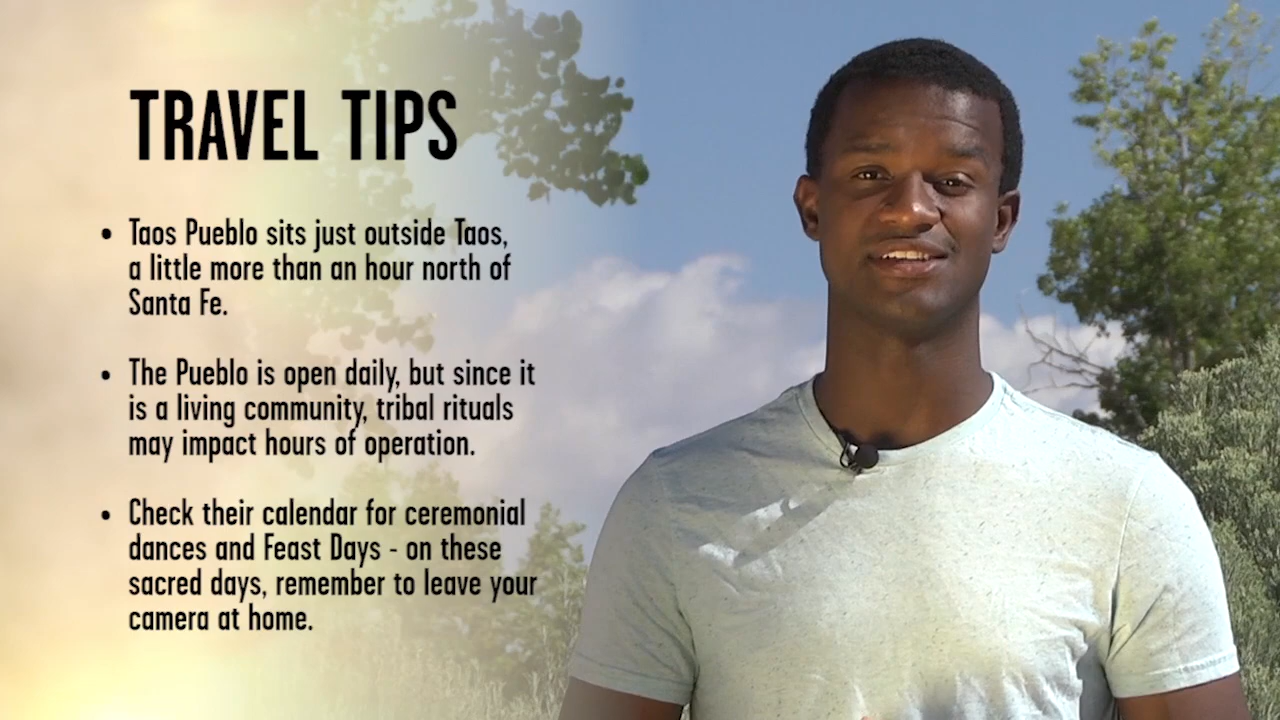 TRAVEL TIPS
• Taos Pueblo sits just outside Taos,
a little more than an hour north of
Santa Fe.
• The Pueblo is open daily, but since it
is a living community, tribal rituals
may impact hours of operation.
• Check their calendar for ceremonial
dances and Feast Days - on these
sacred days, remember to leave your
camera at home.